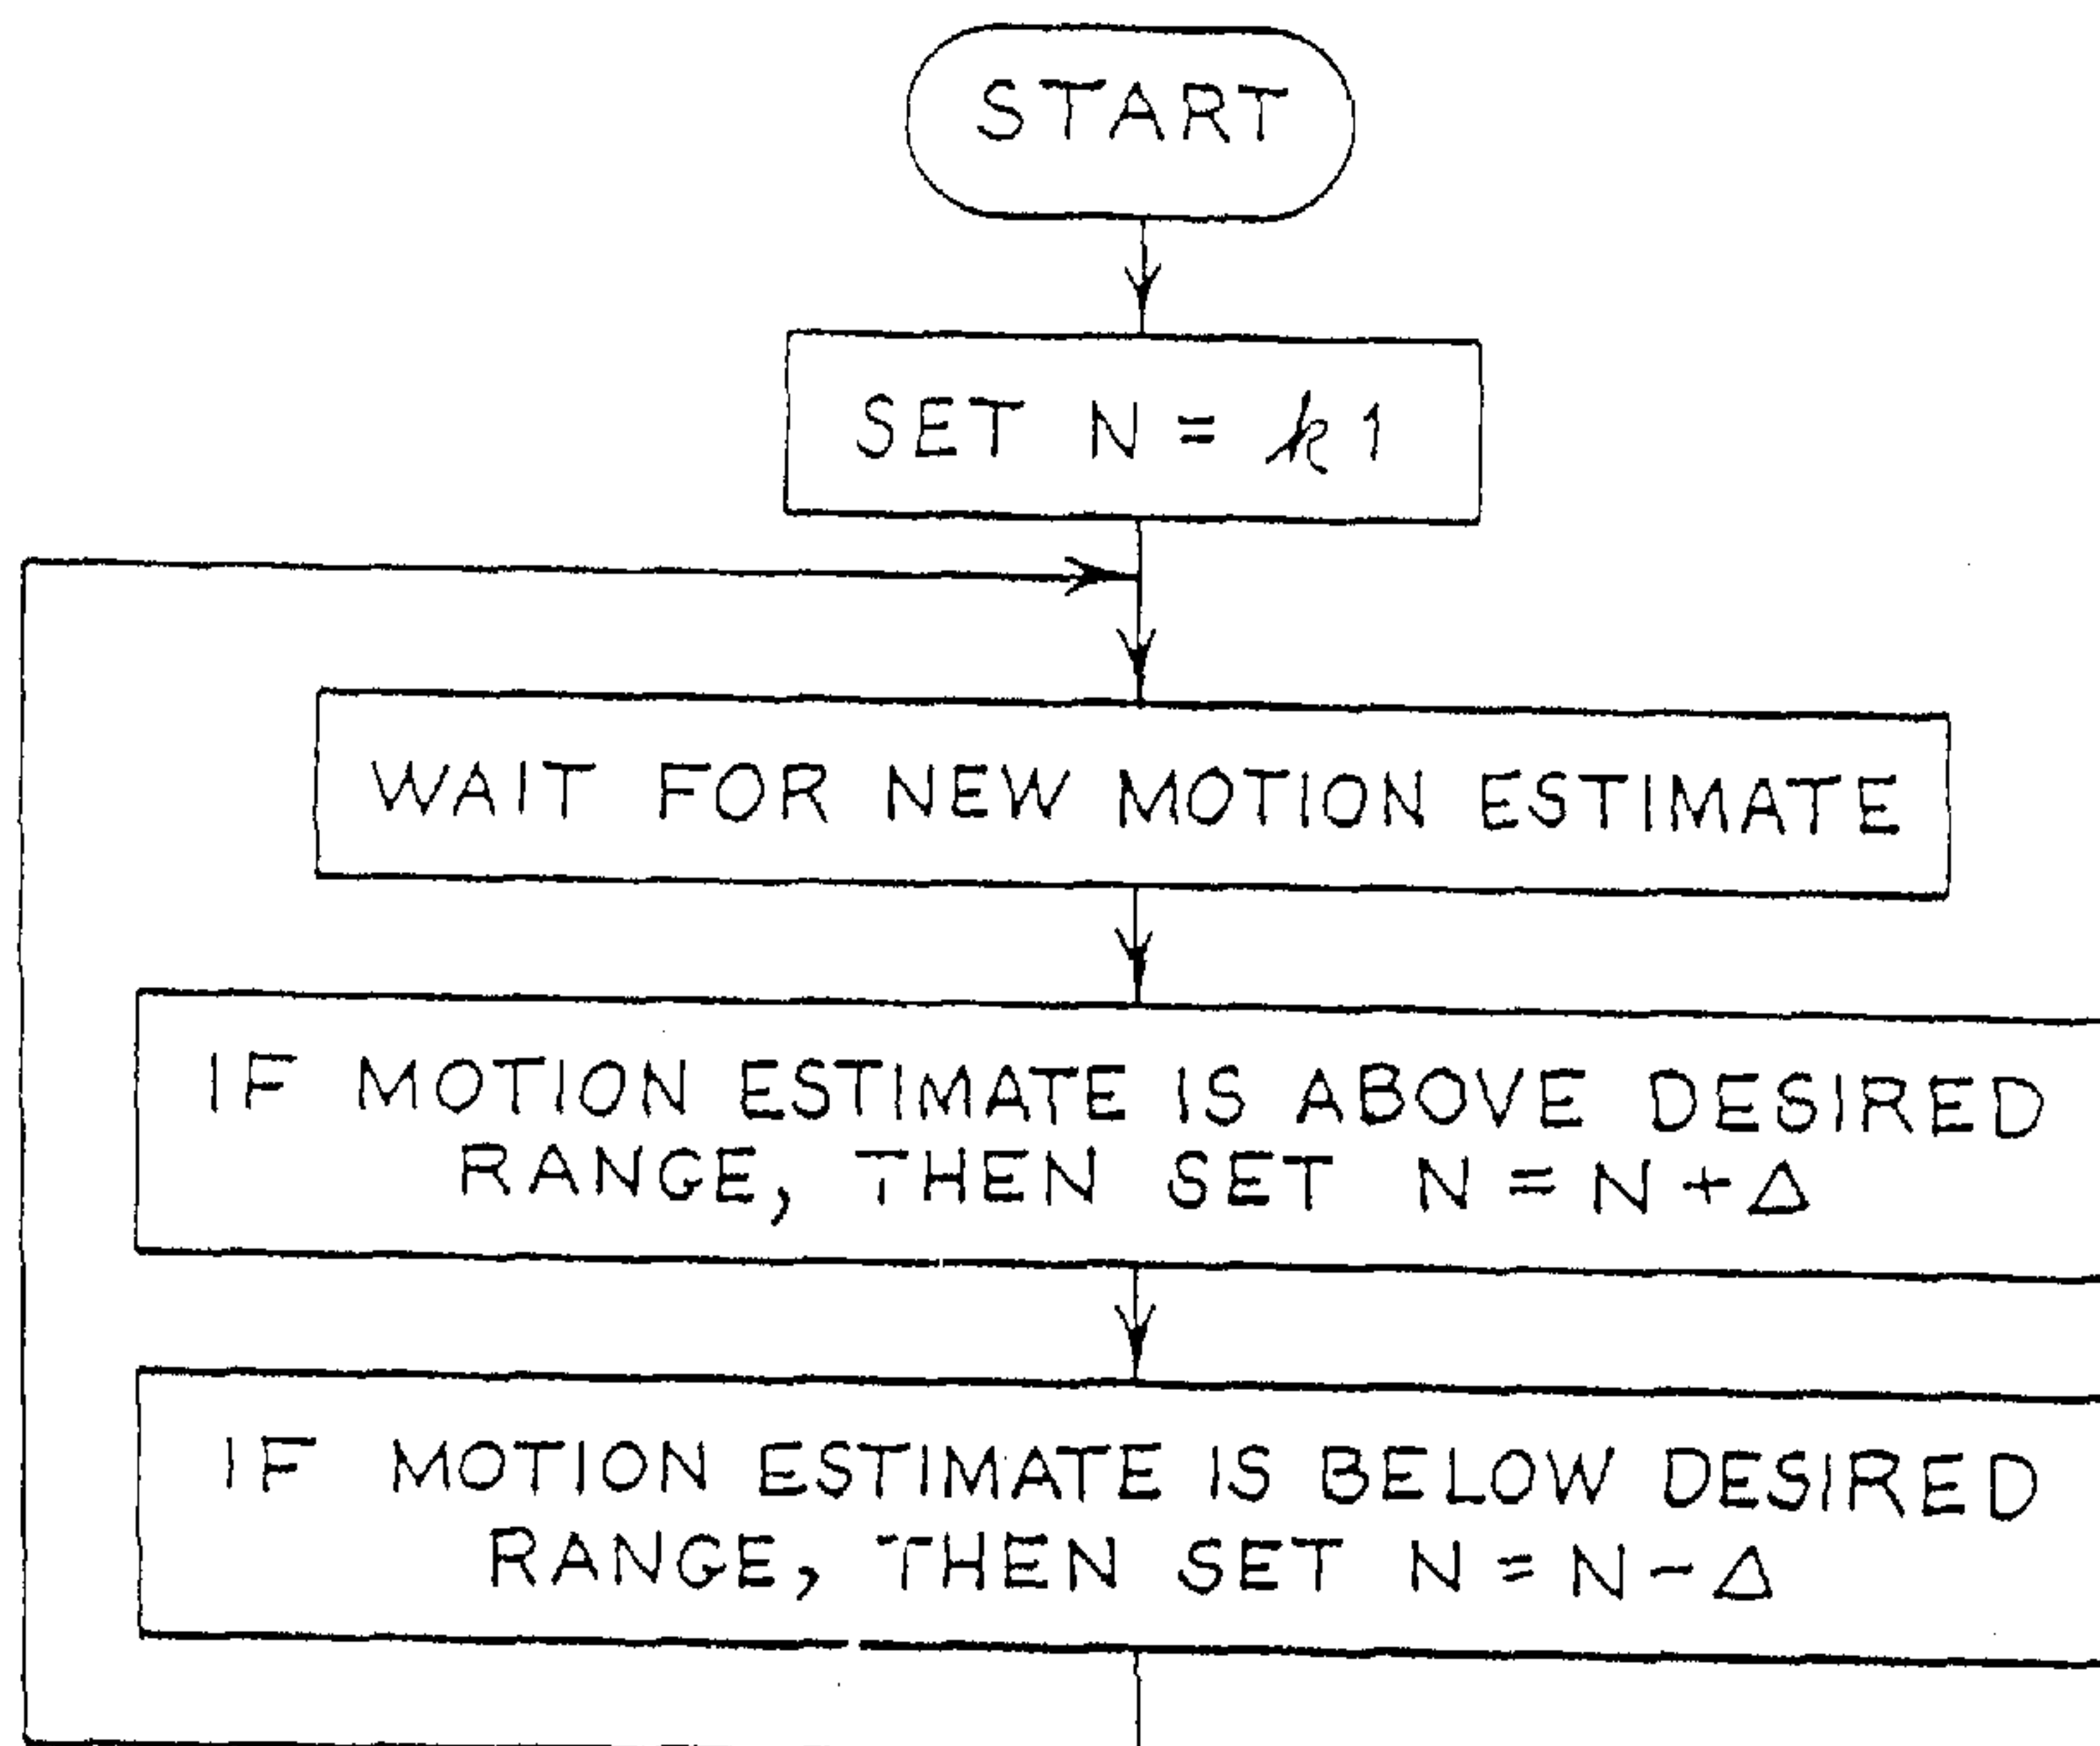 START
SET N = k1
WAIT FOR NEW MOTION ESTIMATE
IF MOTION ESTIMATE IS ABOVE DESIRED
RANGE, THEN SET N = N + Δ
IF MOTION ESTIMATE IS BELOW DESIRED
RANGE, THEN SET N = N - Δ